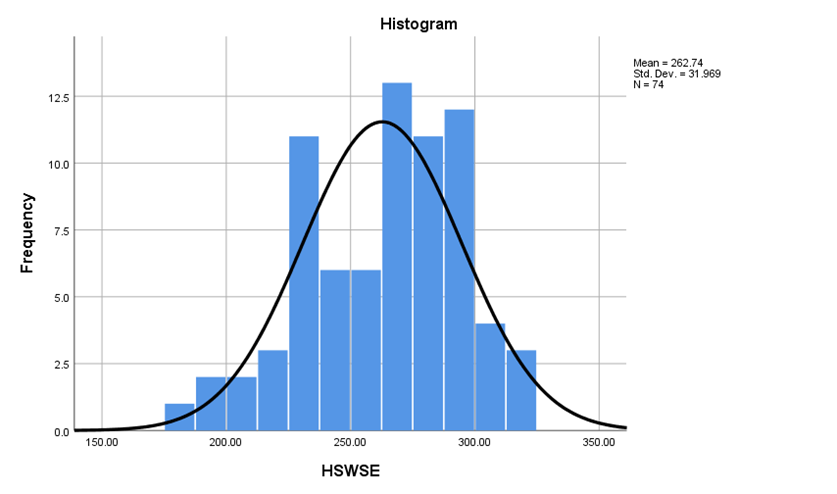 Histogram
Mean = 262.74
Std. Dev. = 31.969
N = 74
12.5
10.0
7.5
5.0
2.5
0.0
Frequency
150.00 200.00 250.00 300.00 350.00
HSWSE